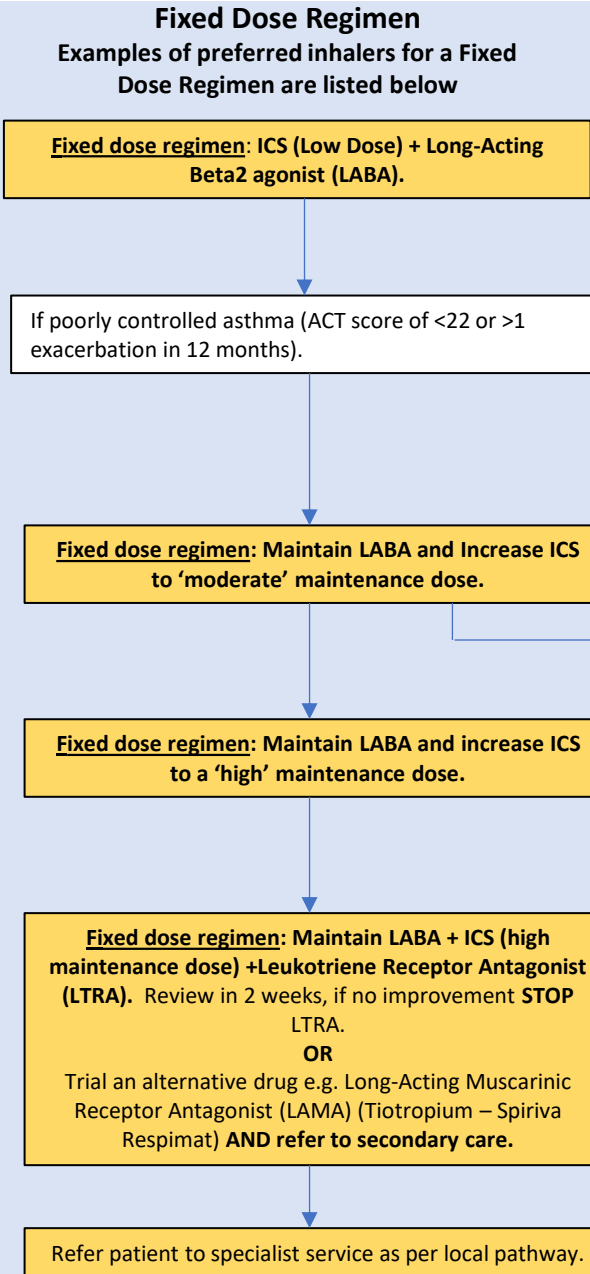 Fixed Dose Regimen
Examples of preferred inhalers for a Fixed
Dose Regimen are listed below
Fixed dose regimen: ICS (Low Dose) + Long-Acting
Beta2 agonist (LABA).
If poorly controlled asthma (ACT score of <22 or >1
exacerbation in 12 months).
Fixed dose regimen: Maintain LABA and Increase ICS
to ‘moderate’ maintenance dose.
Fixed dose regimen: Maintain LABA and increase ICS
to a ‘high’ maintenance dose.
Fixed dose regimen: Maintain LABA + ICS (high
maintenance dose) +Leukotriene Receptor Antagonist
(LTRA). Review in 2 weeks, if no improvement STOP
LTRA.
OR
Trial an alternative drug e.g. Long-Acting Muscarinic
Receptor Antagonist (LAMA) (Tiotropium – Spiriva
Respimat) AND refer to secondary care.
Refer patient to specialist service as per local pathway.